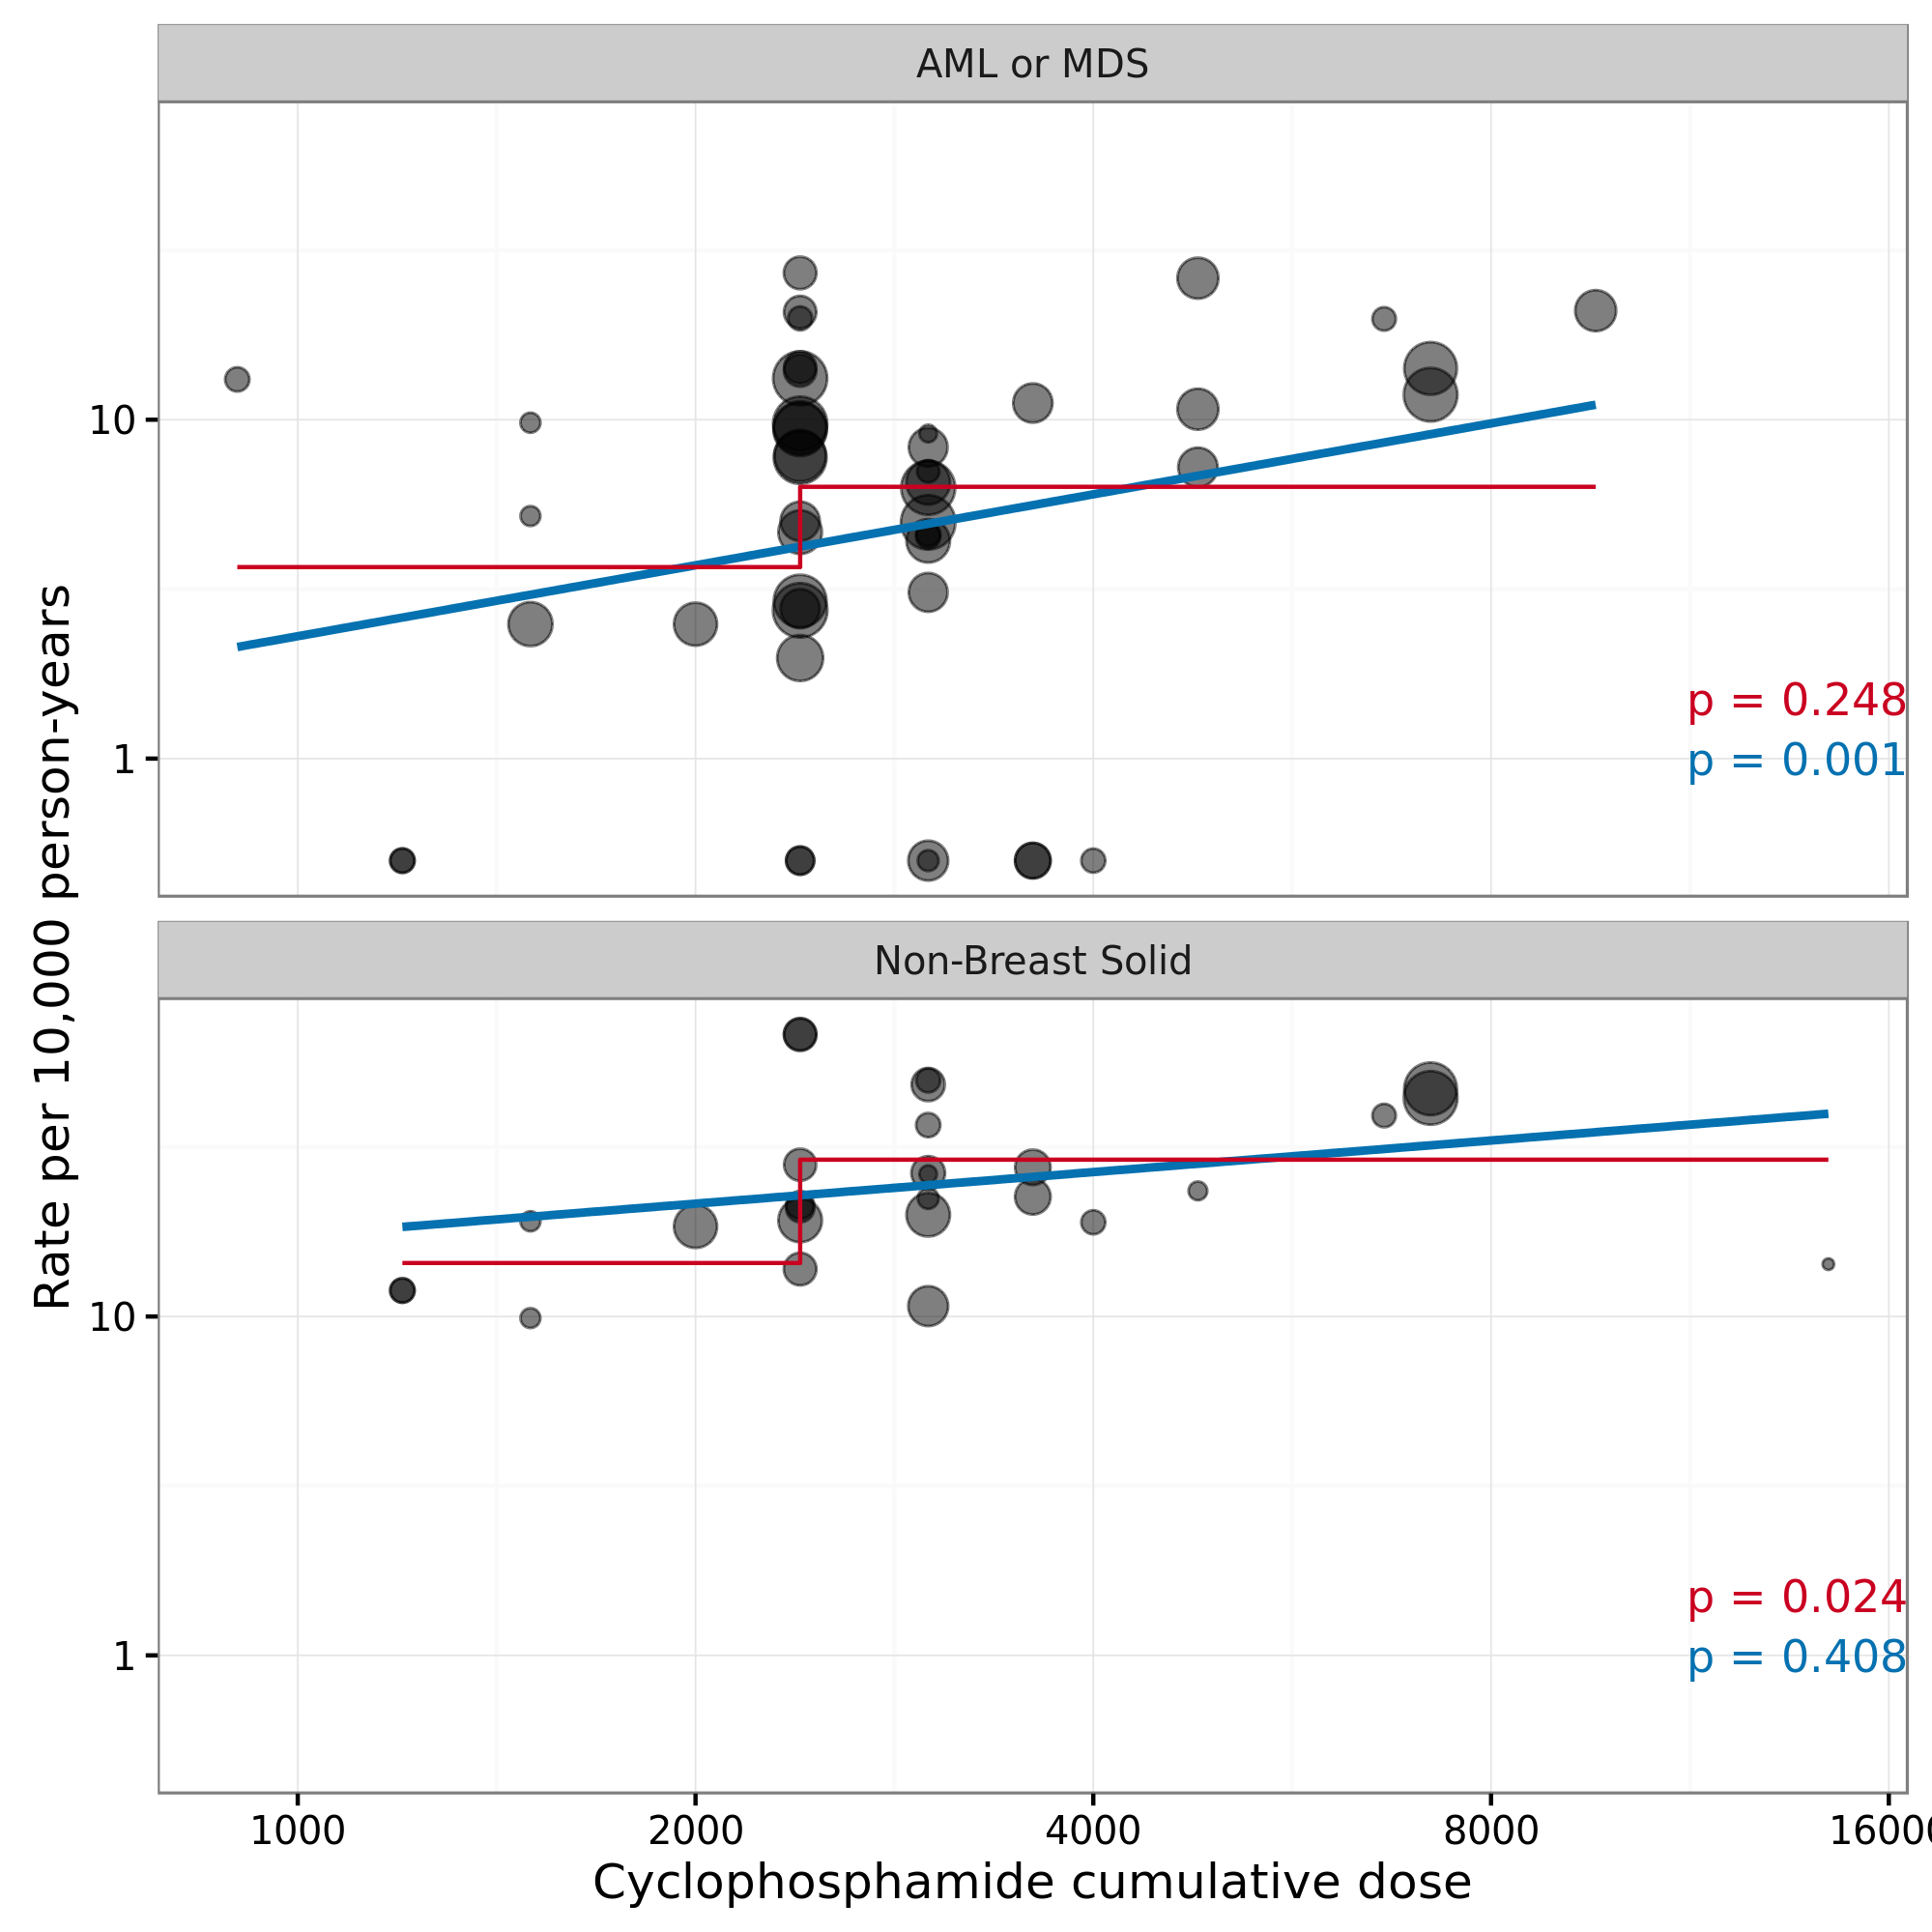 AML or MDS
10
1
p = 0.248
p = 0.001
Rate per 10,000 person-years
Non-Breast Solid
10
1
p = 0.024
p = 0.408
1000 2000 4000 8000 16000
Cyclophosphamide cumulative dose